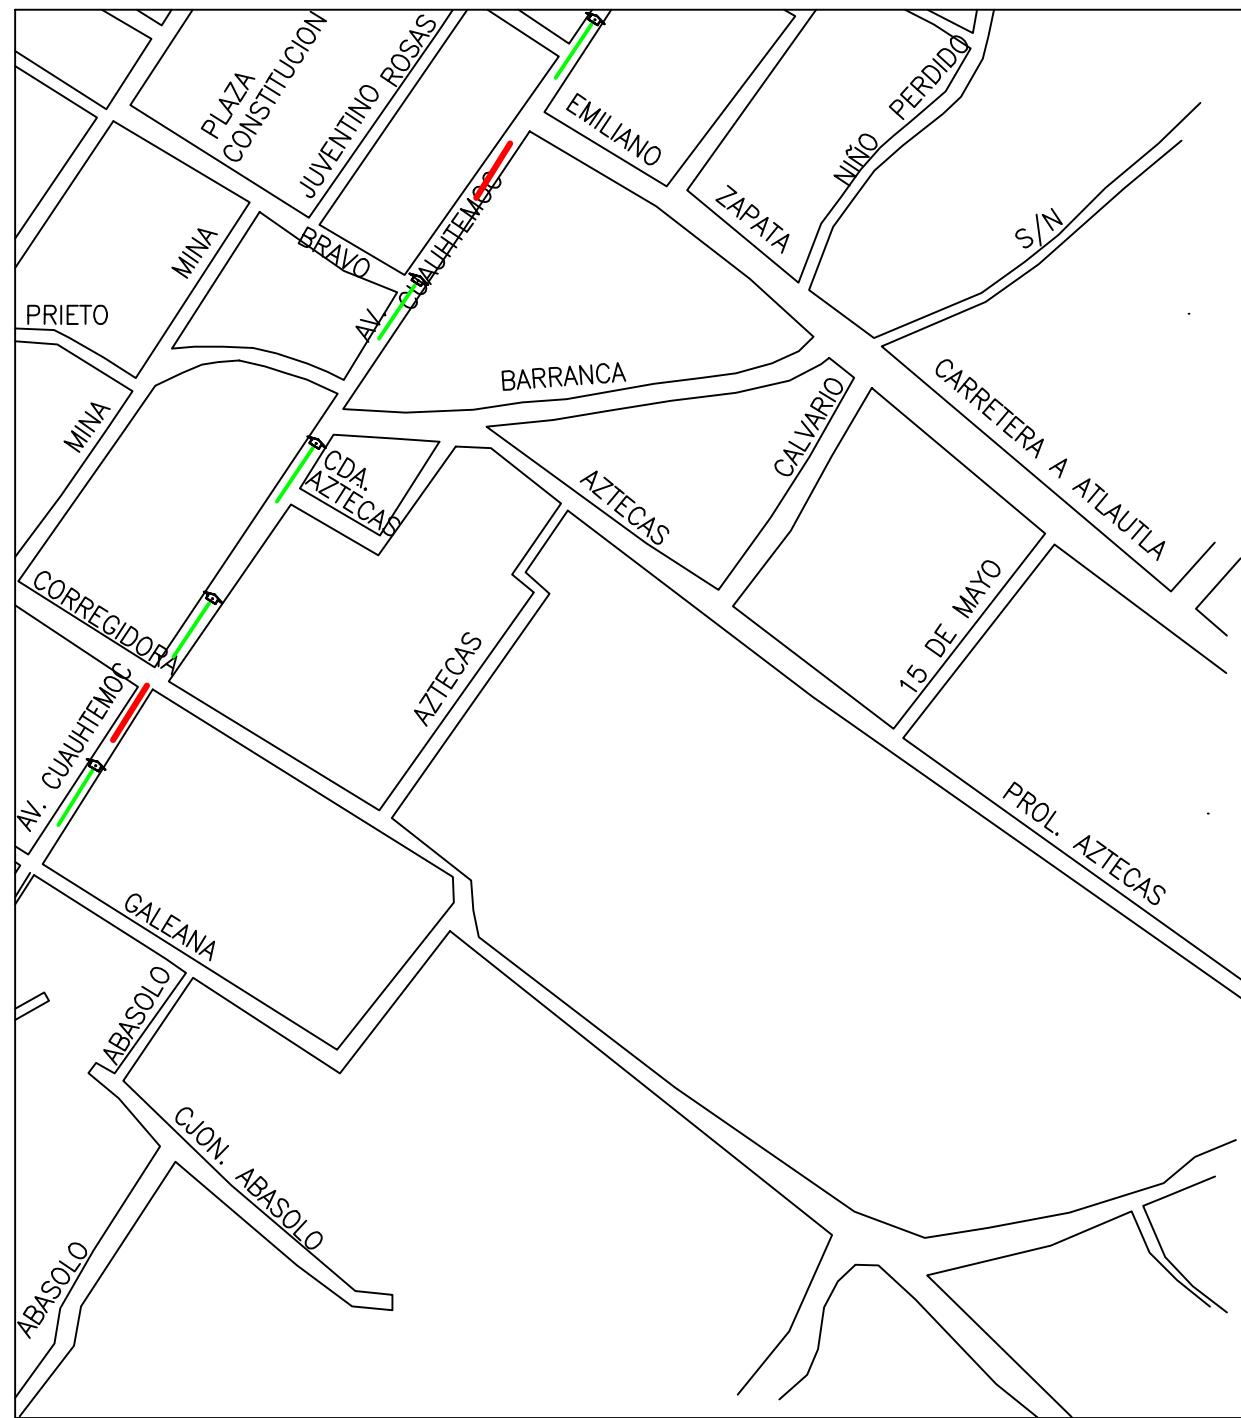 PLAZA
CONSTITUCION
JUVENTINO ROSAS
EMILIANO
ZAPATA
NIÑO PERDIDO
S/N
MINA
BRAVO
AV. CUAUHTEMOC
PRIETO
BARRANCA
CARRETERA A ATLAUTLA
MINA
CALVARIO
CDA.
AZTECAS
AZTECAS
CORREGIDORA
15 DE MAYO
AZTECAS
AV. CUAUHTEMOC
PROL. AZTECAS
GALEANA
ABASOLO
CJON. ABASOLO
ABASOLO